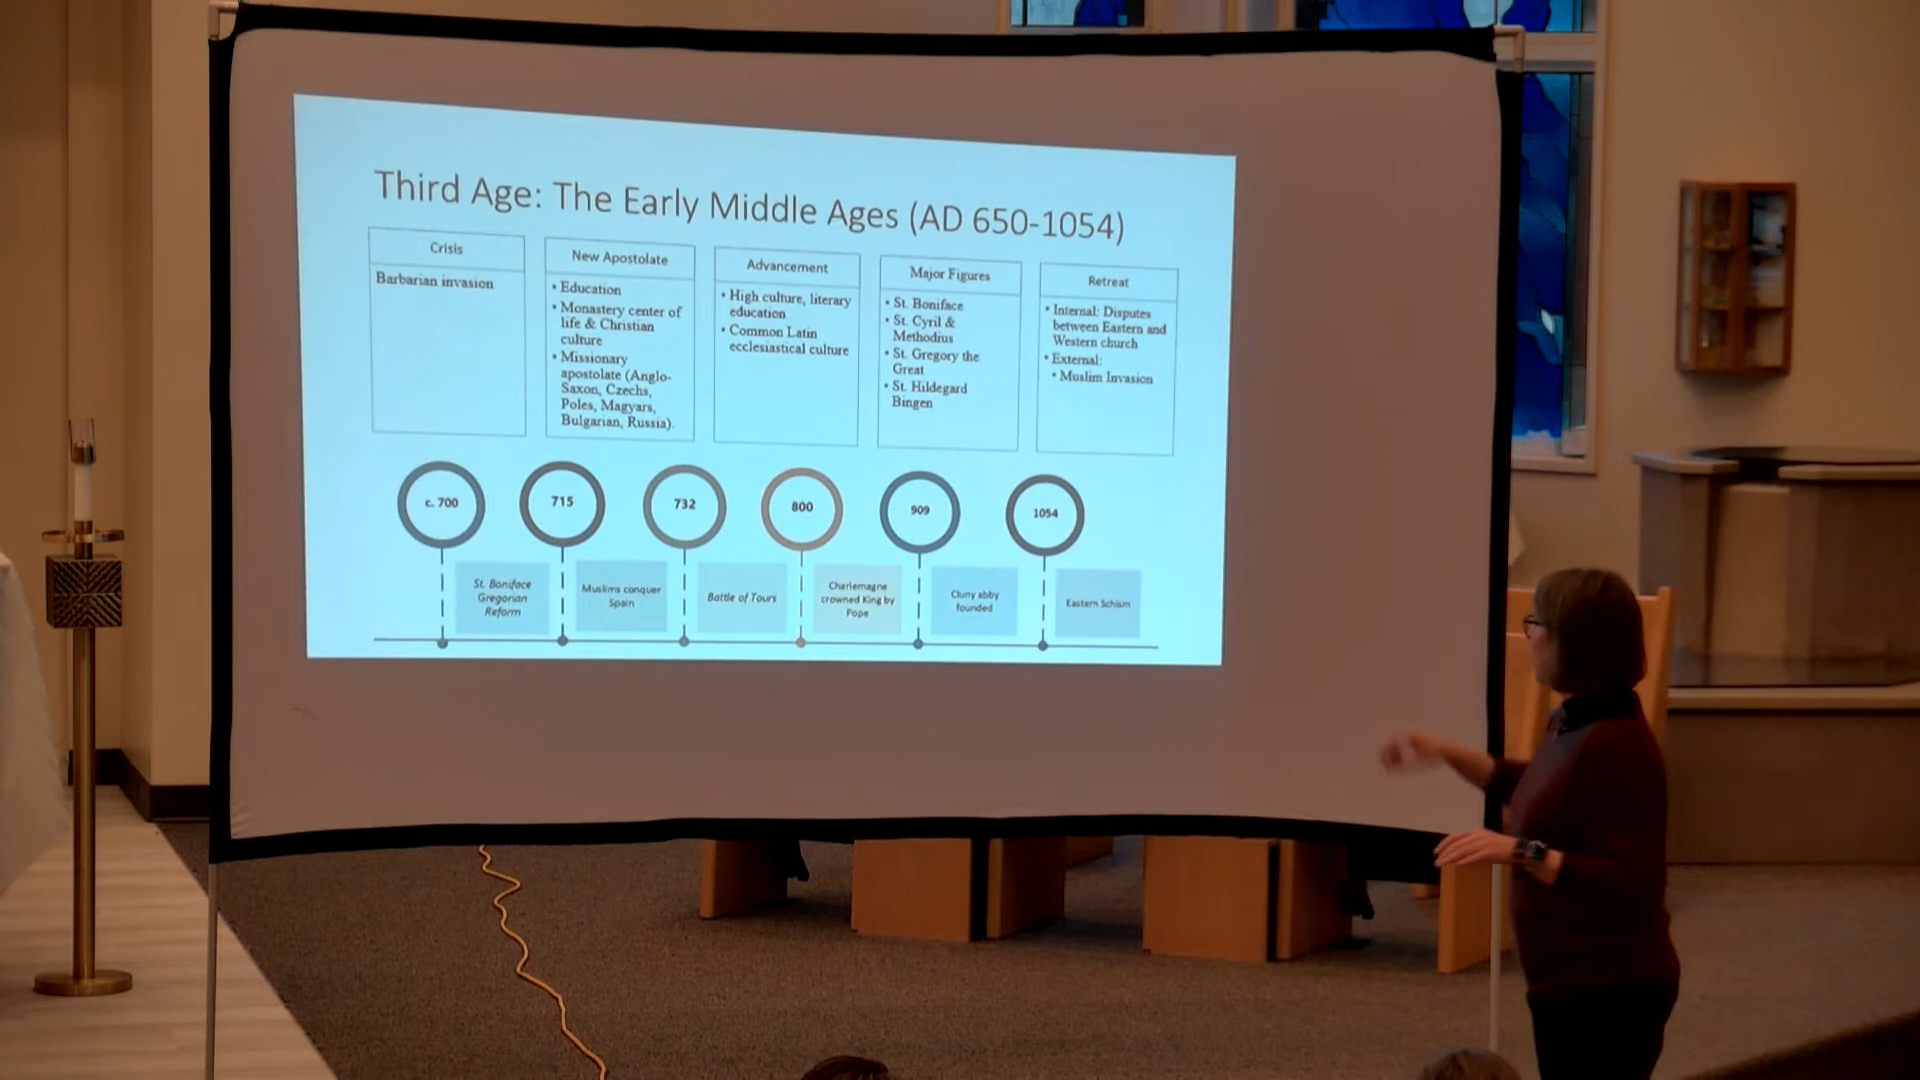 Third Age: The Early Middle Ages (AD 650-1054)
Crisis
Barbarian invasion
New Apostolate
• Education
• Monastery center of
life & Christian
culture
• Missionary
apostolate (Anglo-
Saxon, Czechs,
Poles, Magyars,
Bulgarian, Russia).
Advancement
• High culture, literary
education
• Common Latin
ecclesiastical culture
Major Figures
• St. Boniface
• St. Cyril &
Methodius
• St. Gregory the
Great
• St. Hildegard
Bingen
Retreat
• Internal: Disputes
between Eastern and
Western church
• External:
• Muslim Invasion
c. 700
715
732
800
909
1054
St. Boniface
Gregorian
Reform
Muslims conquer
Spain
Battle of Tours
Charlemagne
crowned King by
Pope
Cluny abby
founded
Eastern Schism